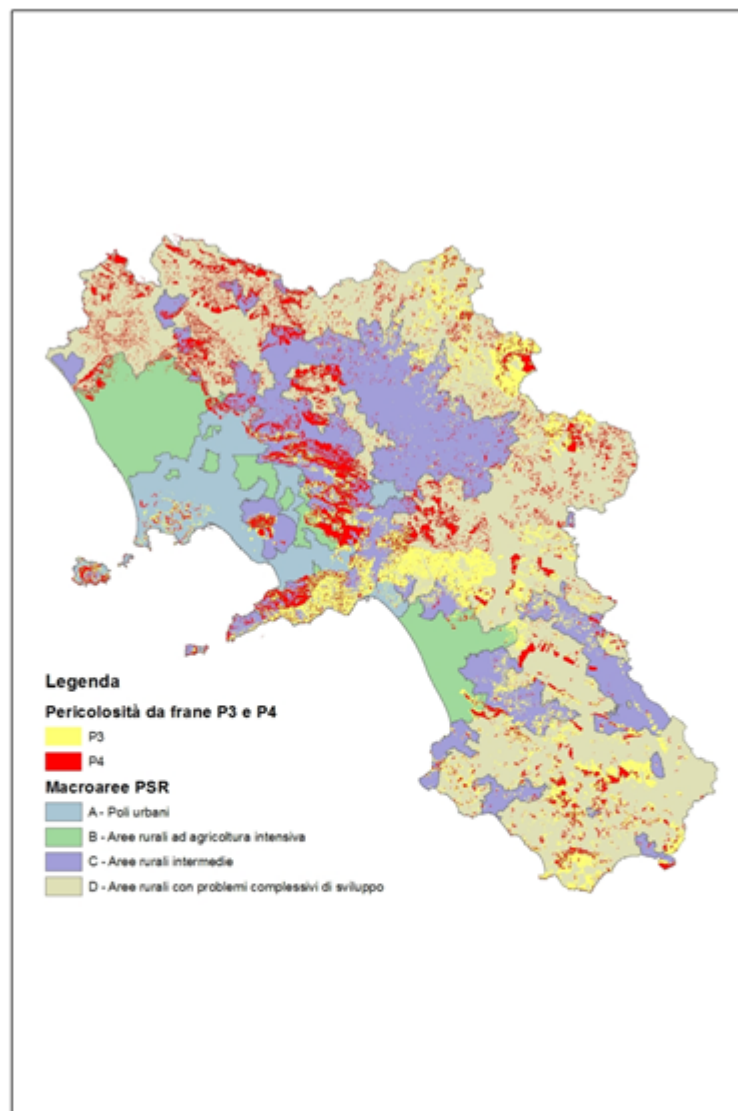 Legenda
Pericolosità da frane P3 e P4
P3
P4
Macroaree PSR
A - Poli urbani
B - Aree rurali ad agricoltura intensiva
C - Aree rurali intermedie
D - Aree rurali con problemi complessivi di sviluppo